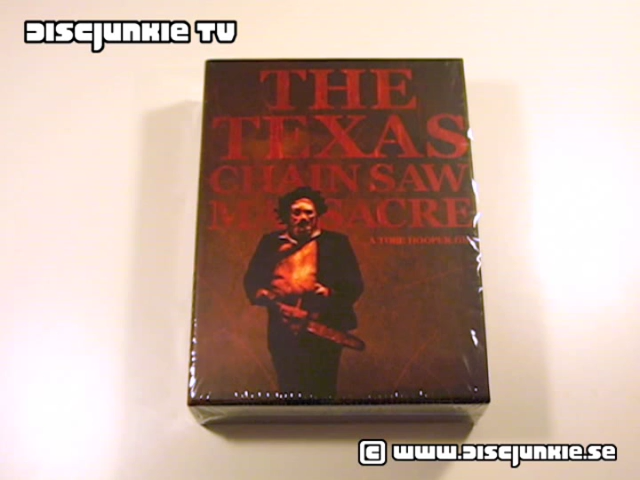 DISCJUNKIE TV
THE
TEXAS
CHAIN SAW
MASSACRE
A TOBE HOOPER
© WWW.DISCJUNKIE.SE